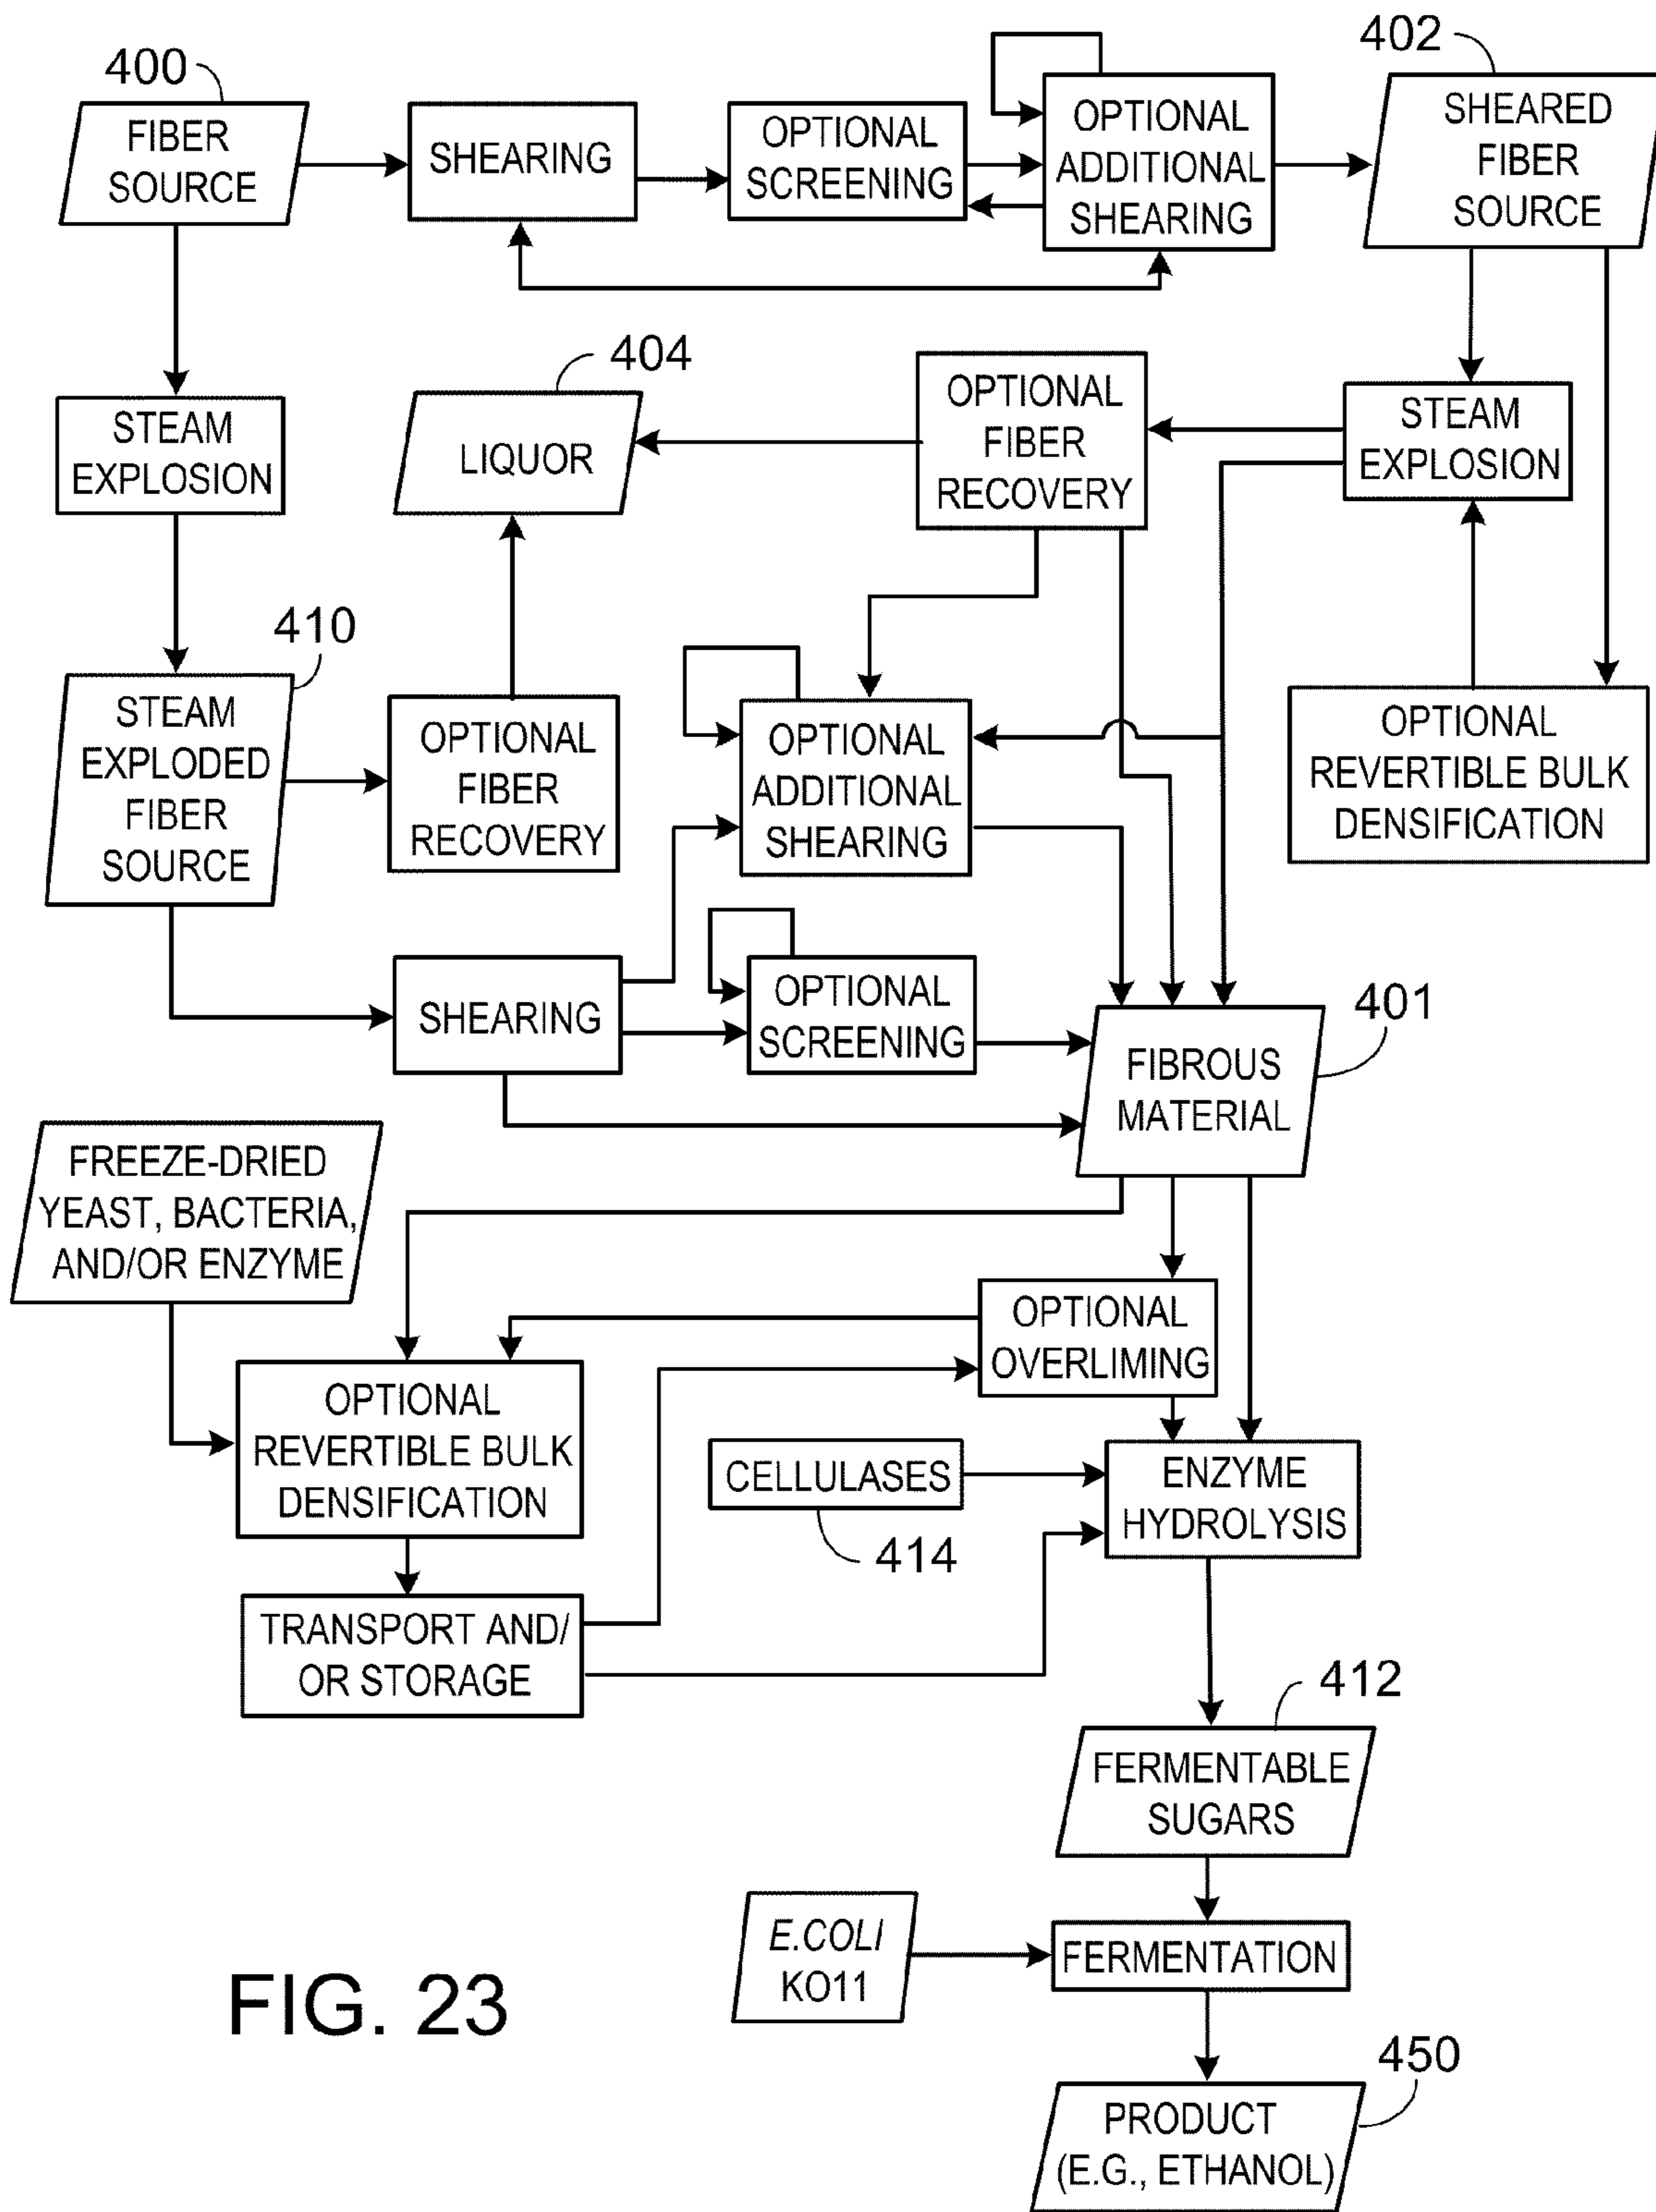 400
FIBER
SOURCE
SHEARING
OPTIONAL
SCREENING
OPTIONAL
ADDITIONAL
SHEARING
402
SHEARED
FIBER
SOURCE
STEAM
EXPLOSION
404
LIQUOR
OPTIONAL
FIBER
RECOVERY
STEAM
EXPLOSION
410
STEAM
EXPLODED
FIBER
SOURCE
OPTIONAL
FIBER
RECOVERY
OPTIONAL
ADDITIONAL
SHEARING
OPTIONAL
REVERTIBLE BULK
DENSIFICATION
SHEARING
OPTIONAL
SCREENING
401
FIBROUS
MATERIAL
FREEZE-DRIED
YEAST, BACTERIA,
AND/OR ENZYME
OPTIONAL
OVERLIMING
OPTIONAL
REVERTIBLE BULK
DENSIFICATION
CELLULASES
414
ENZYME
HYDROLYSIS
TRANSPORT AND/
OR STORAGE
412
FERMENTABLE
SUGARS
E.COLI
KO11
FERMENTATION
FIG. 23
450
PRODUCT
(E.G., ETHANOL)